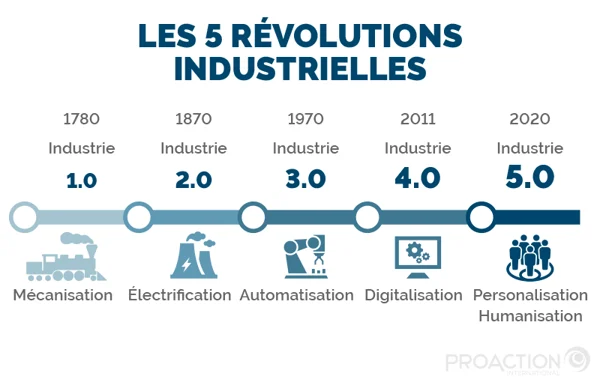 LES 5 RÉVOLUTIONS
INDUSTRIELLES
1780 1870 1970 2011 2020
Industrie Industrie Industrie Industrie Industrie
1.0 2.0 3.0 4.0 5.0
Mécanisation Électrification Automatisation Digitalisation Personalisation
Humanisation
PROACTION
INTERNATIONAL